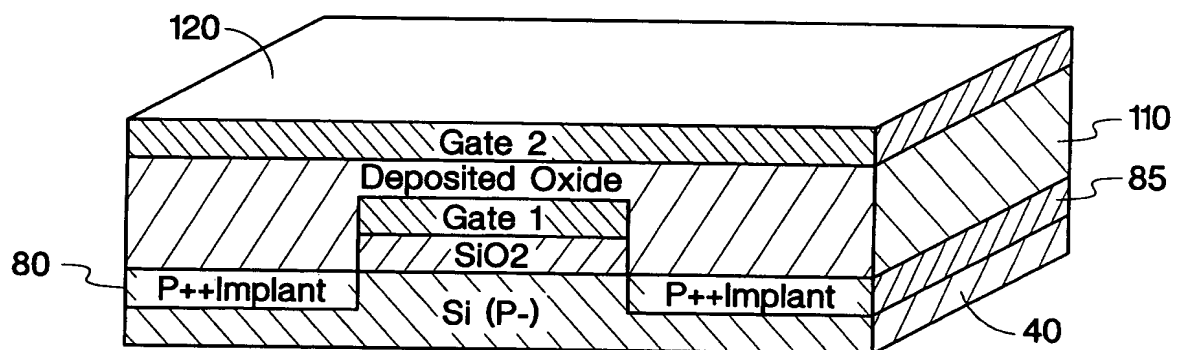 120
Gate 2
110
Deposited Oxide
85
Gate 1
SiO2
80
P++Implant
P++Implant
Si (P-)
40